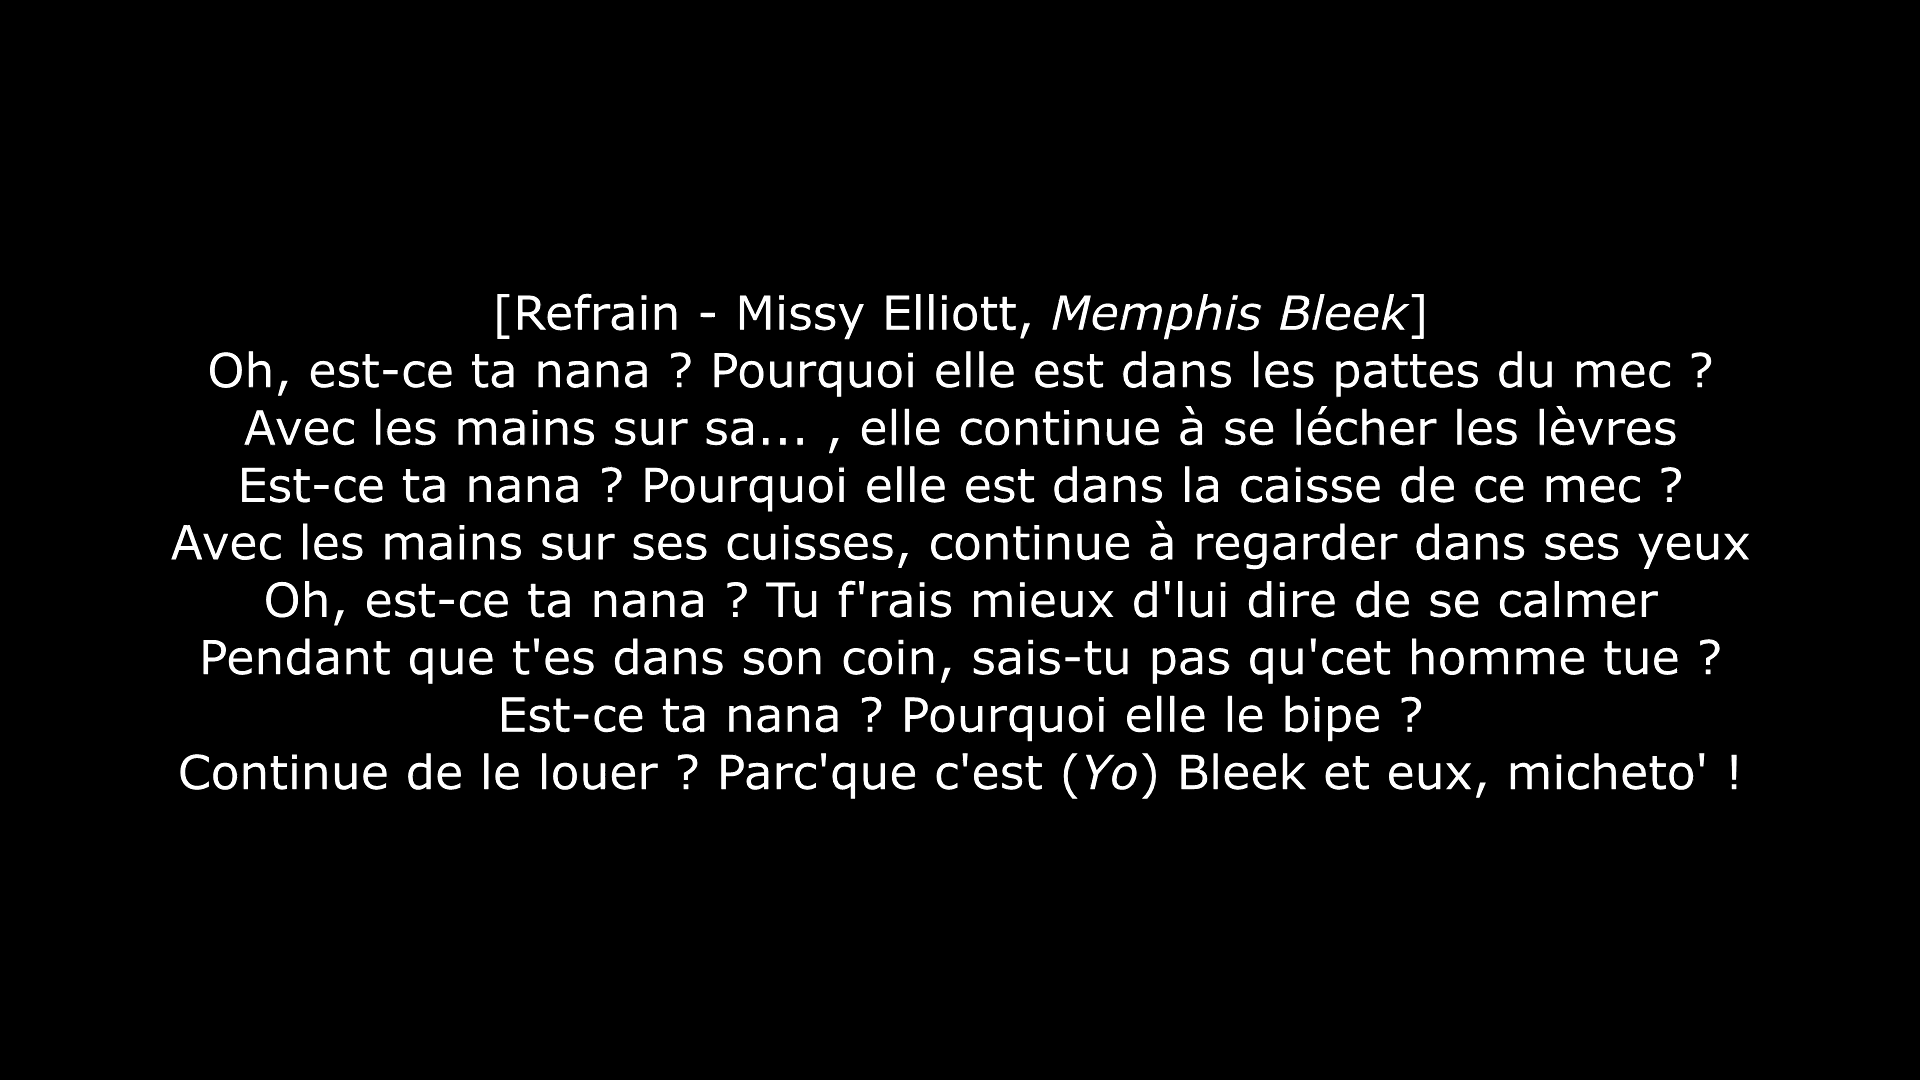 [Refrain - Missy Elliott, Memphis Bleek]
Oh, est-ce ta nana ? Pourquoi elle est dans les pattes du mec ?
Avec les mains sur sa... , elle continue à se lécher les lèvres
Est-ce ta nana ? Pourquoi elle est dans la caisse de ce mec ?
Avec les mains sur ses cuisses, continue à regarder dans ses yeux
Oh, est-ce ta nana ? Tu f'rais mieux d'lui dire de se calmer
Pendant que t'es dans son coin, sais-tu pas qu'cet homme tue ?
Est-ce ta nana ? Pourquoi elle le bipe ?
Continue de le louer ? Parc'que c'est (Yo) Bleek et eux, micheto' !